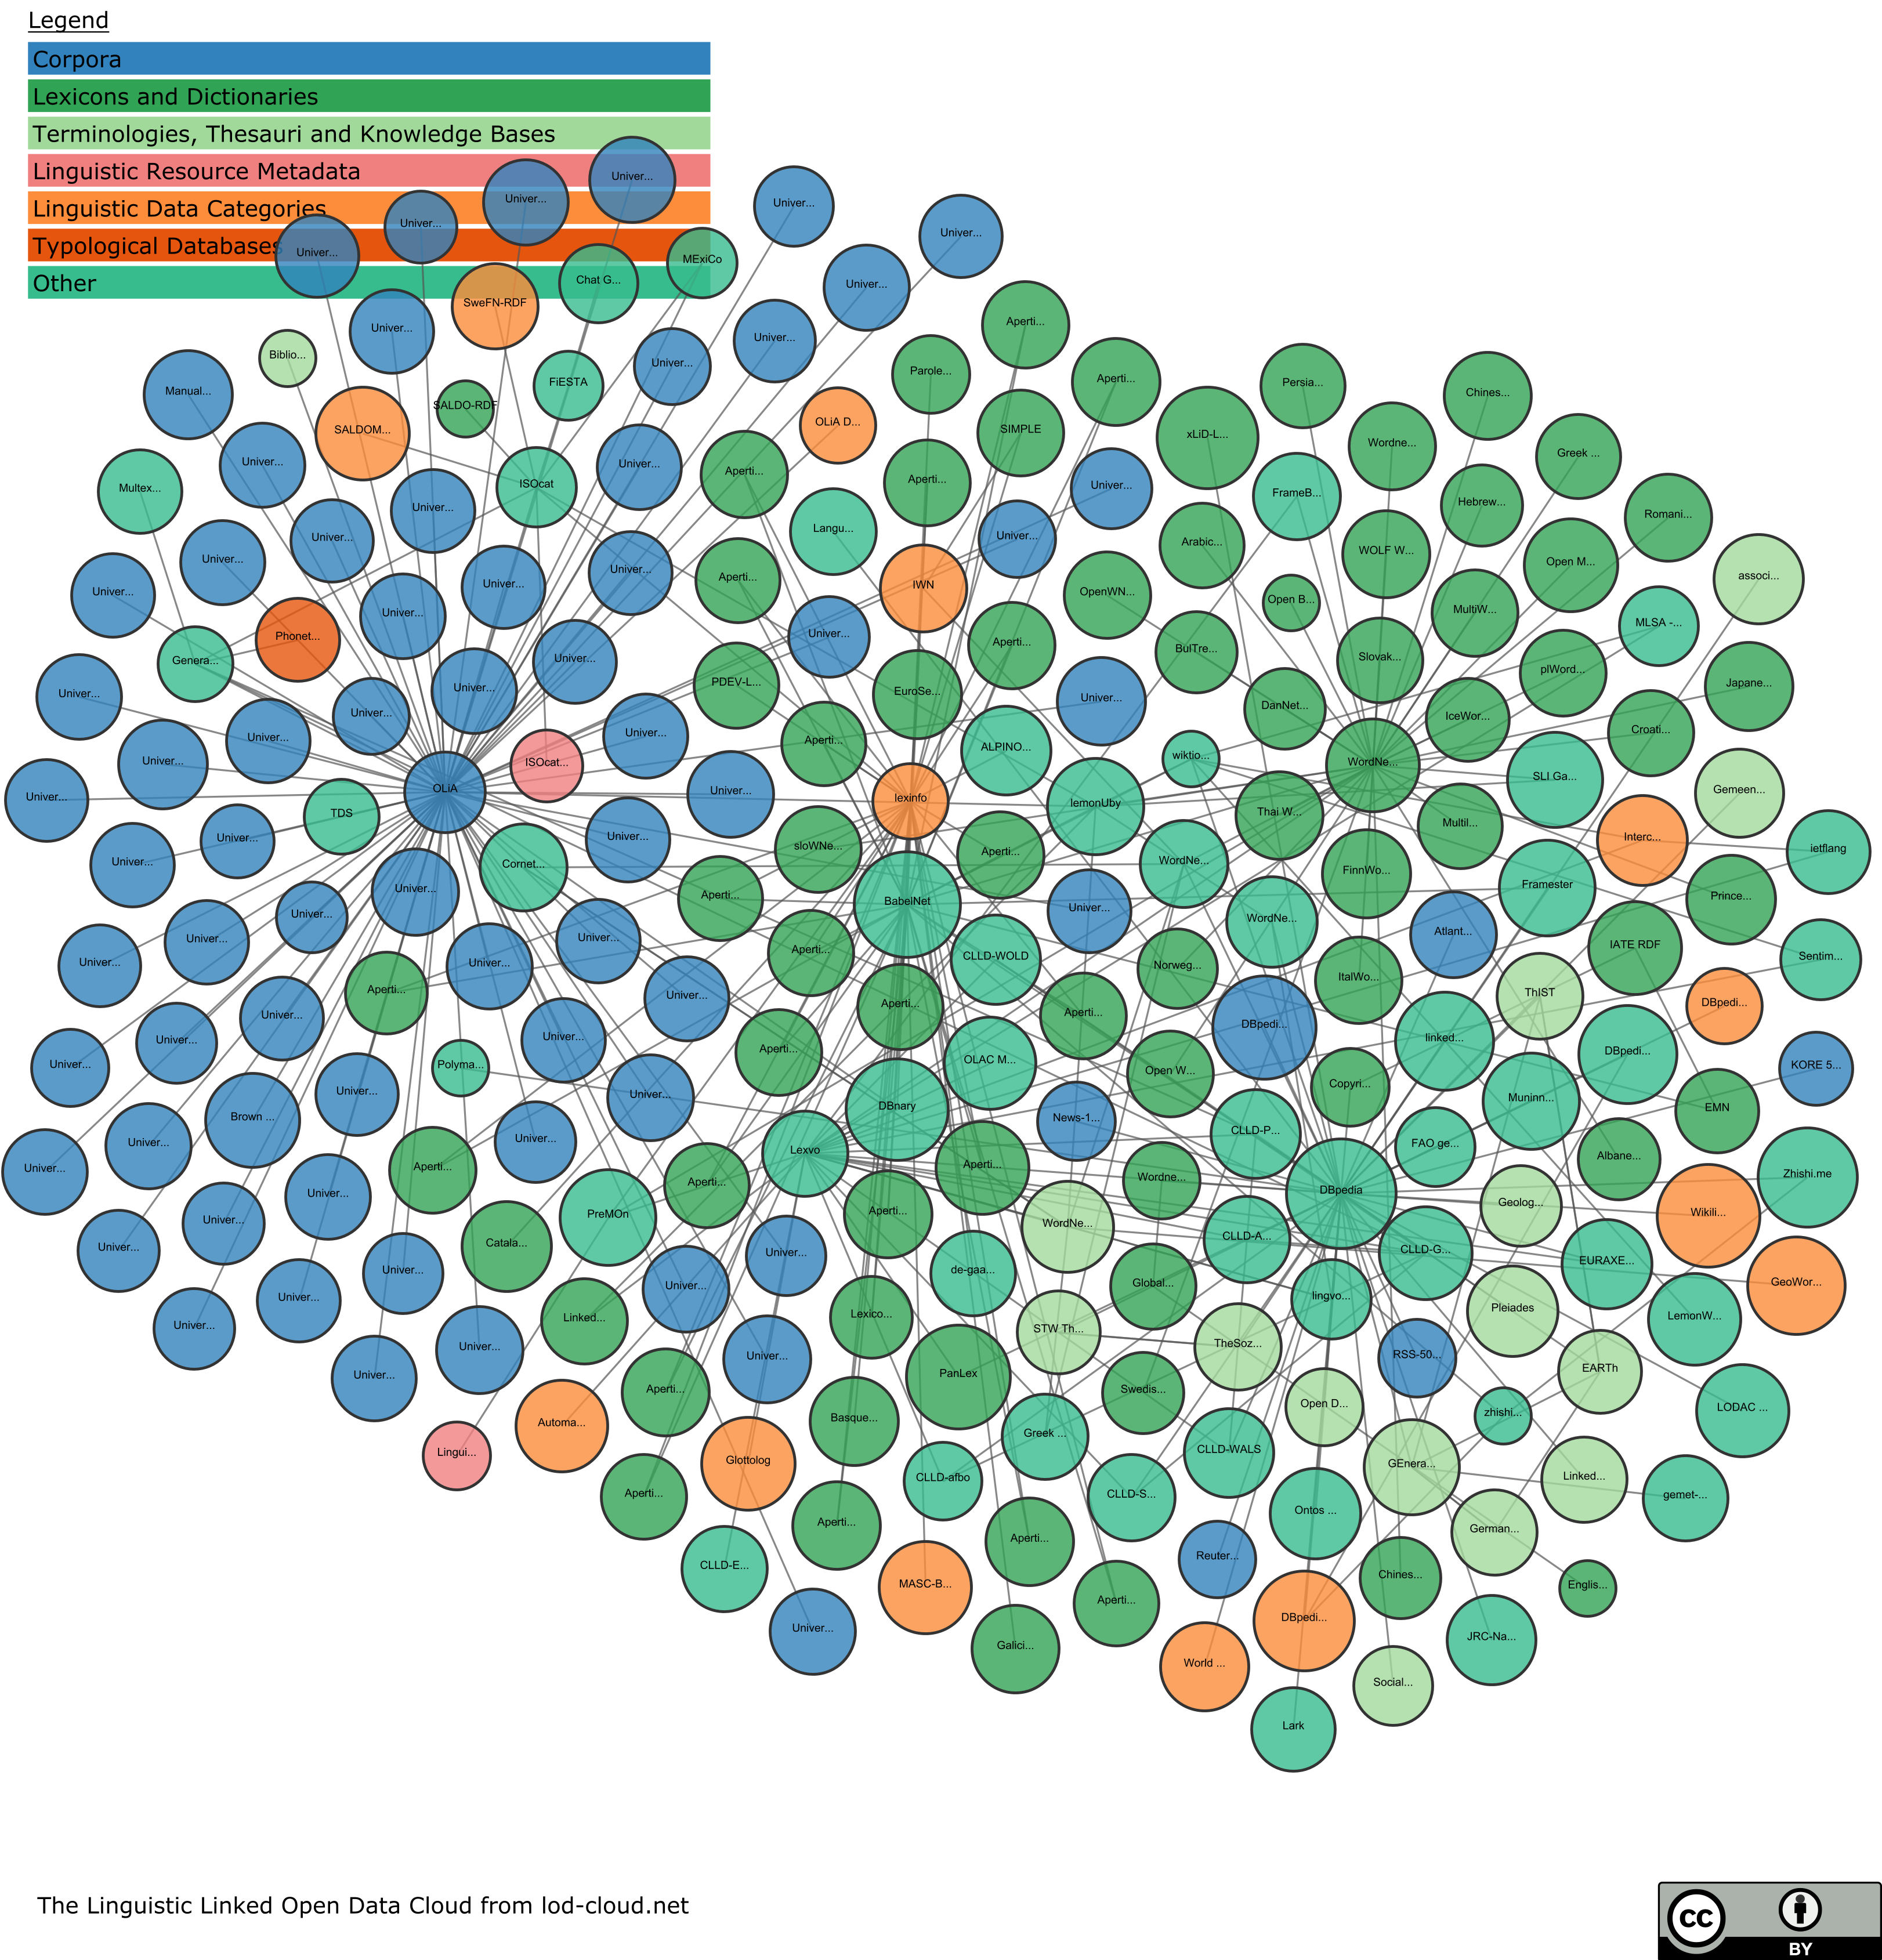 Legend
Corpora
Lexicons and Dictionaries
Terminologies, Thesauri and Knowledge Bases
Linguistic Resource Metadata
Linguistic Data Categories
Typological Databases
Other
Univer...
Univer...
Univer...
Univer...
Univer...
Univer...
MExiCo
Chat G...
SweFN-RDF
Univer...
Univer...
Univer...
Univer...
Biblio...
FiESTA
Manual...
SALDO-RDF
SALDOM...
OLiA D...
Parole...
Aperti...
Aperti...
SIMPLE
Persia...
Chines...
xLiD-L...
Wordne...
Greek ...
Univer...
Multex...
ISOcat
Univer...
Aperti...
Aperti...
Univer...
FrameB...
Hebrew...
Romani...
Univer...
Univer...
Langu...
Univer...
Arabic...
WOLF W...
Open M...
associ...
Univer...
Univer...
Univer...
Univer...
Univer...
Aperti...
IWN
OpenWN...
Open B...
MultiW...
MLSA -...
Phonet...
Genera...
Univer...
Univer...
Aperti...
BulTre...
Slovak...
plWord...
Japane...
Univer...
Univer...
Univer...
PDEV-L...
EuroSe...
Univer...
DanNet...
IceWor...
Croati...
Univer...
Univer...
ISOcat...
Univer...
Aperti...
ALPINO...
wiktio...
WordNe...
SLI Ga...
Gemeen...
Univer...
OLiA
Univer...
lexinfo
lemonUby
Thai W...
Multil...
Interc...
ietflang
TDS
Univer...
Univer...
Cornet...
Univer...
sloWNe...
Aperti...
WordNe...
FinnWo...
Framester
Prince...
Univer...
Aperti...
BabelNet
Univer...
WordNe...
Atlant...
IATE RDF
Sentim...
Univer...
Univer...
Univer...
Univer...
Univer...
Aperti...
CLLD-WOLD
Norweg...
ItalWo...
ThIST
DBpedi...
Aperti...
Univer...
Aperti...
Aperti...
DBpedi...
linked...
DBpedi...
KORE 5...
Univer...
Univer...
Univer...
Aperti...
OLAC M...
Open W...
Copyri...
Muninn...
EMN
Univer...
Polyma...
Univer...
Univer...
DBnary
News-1...
CLLD-P...
FAO ge...
Albane...
Zhishi.me
Brown ...
Univer...
Univer...
Univer...
Aperti...
Lexvo
Aperti...
Aperti...
Wordne...
DBpedia
Geolog...
Wikili...
Univer...
Univer...
PreMOn
Aperti...
WordNe...
CLLD-A...
CLLD-G...
EURAXE...
GeoWor...
Univer...
Univer...
Catala...
Univer...
Univer...
de-gaa...
Global...
lingvo...
Pleiades
LemonW...
Univer...
Univer...
Linked...
Lexico...
STW Th...
TheSoz...
RSS-50...
EARTh
Univer...
Univer...
Aperti...
Univer...
PanLex
Swedis...
Open D...
zhishi...
LODAC ...
Lingui...
Automa...
Glottolog
Basque...
Greek ...
CLLD-WALS
GEnera...
Linked...
gemet-...
Aperti...
CLLD-afbo
CLLD-S...
Ontos ...
German...
CLLD-E...
Aperti...
Aperti...
Reuter...
Chines...
Englis...
Univer...
MASC-B...
Aperti...
DBpedi...
JRC-Na...
Galici...
World ...
Social...
Lark
The Linguistic Linked Open Data Cloud from lod-cloud.net
cc
BY